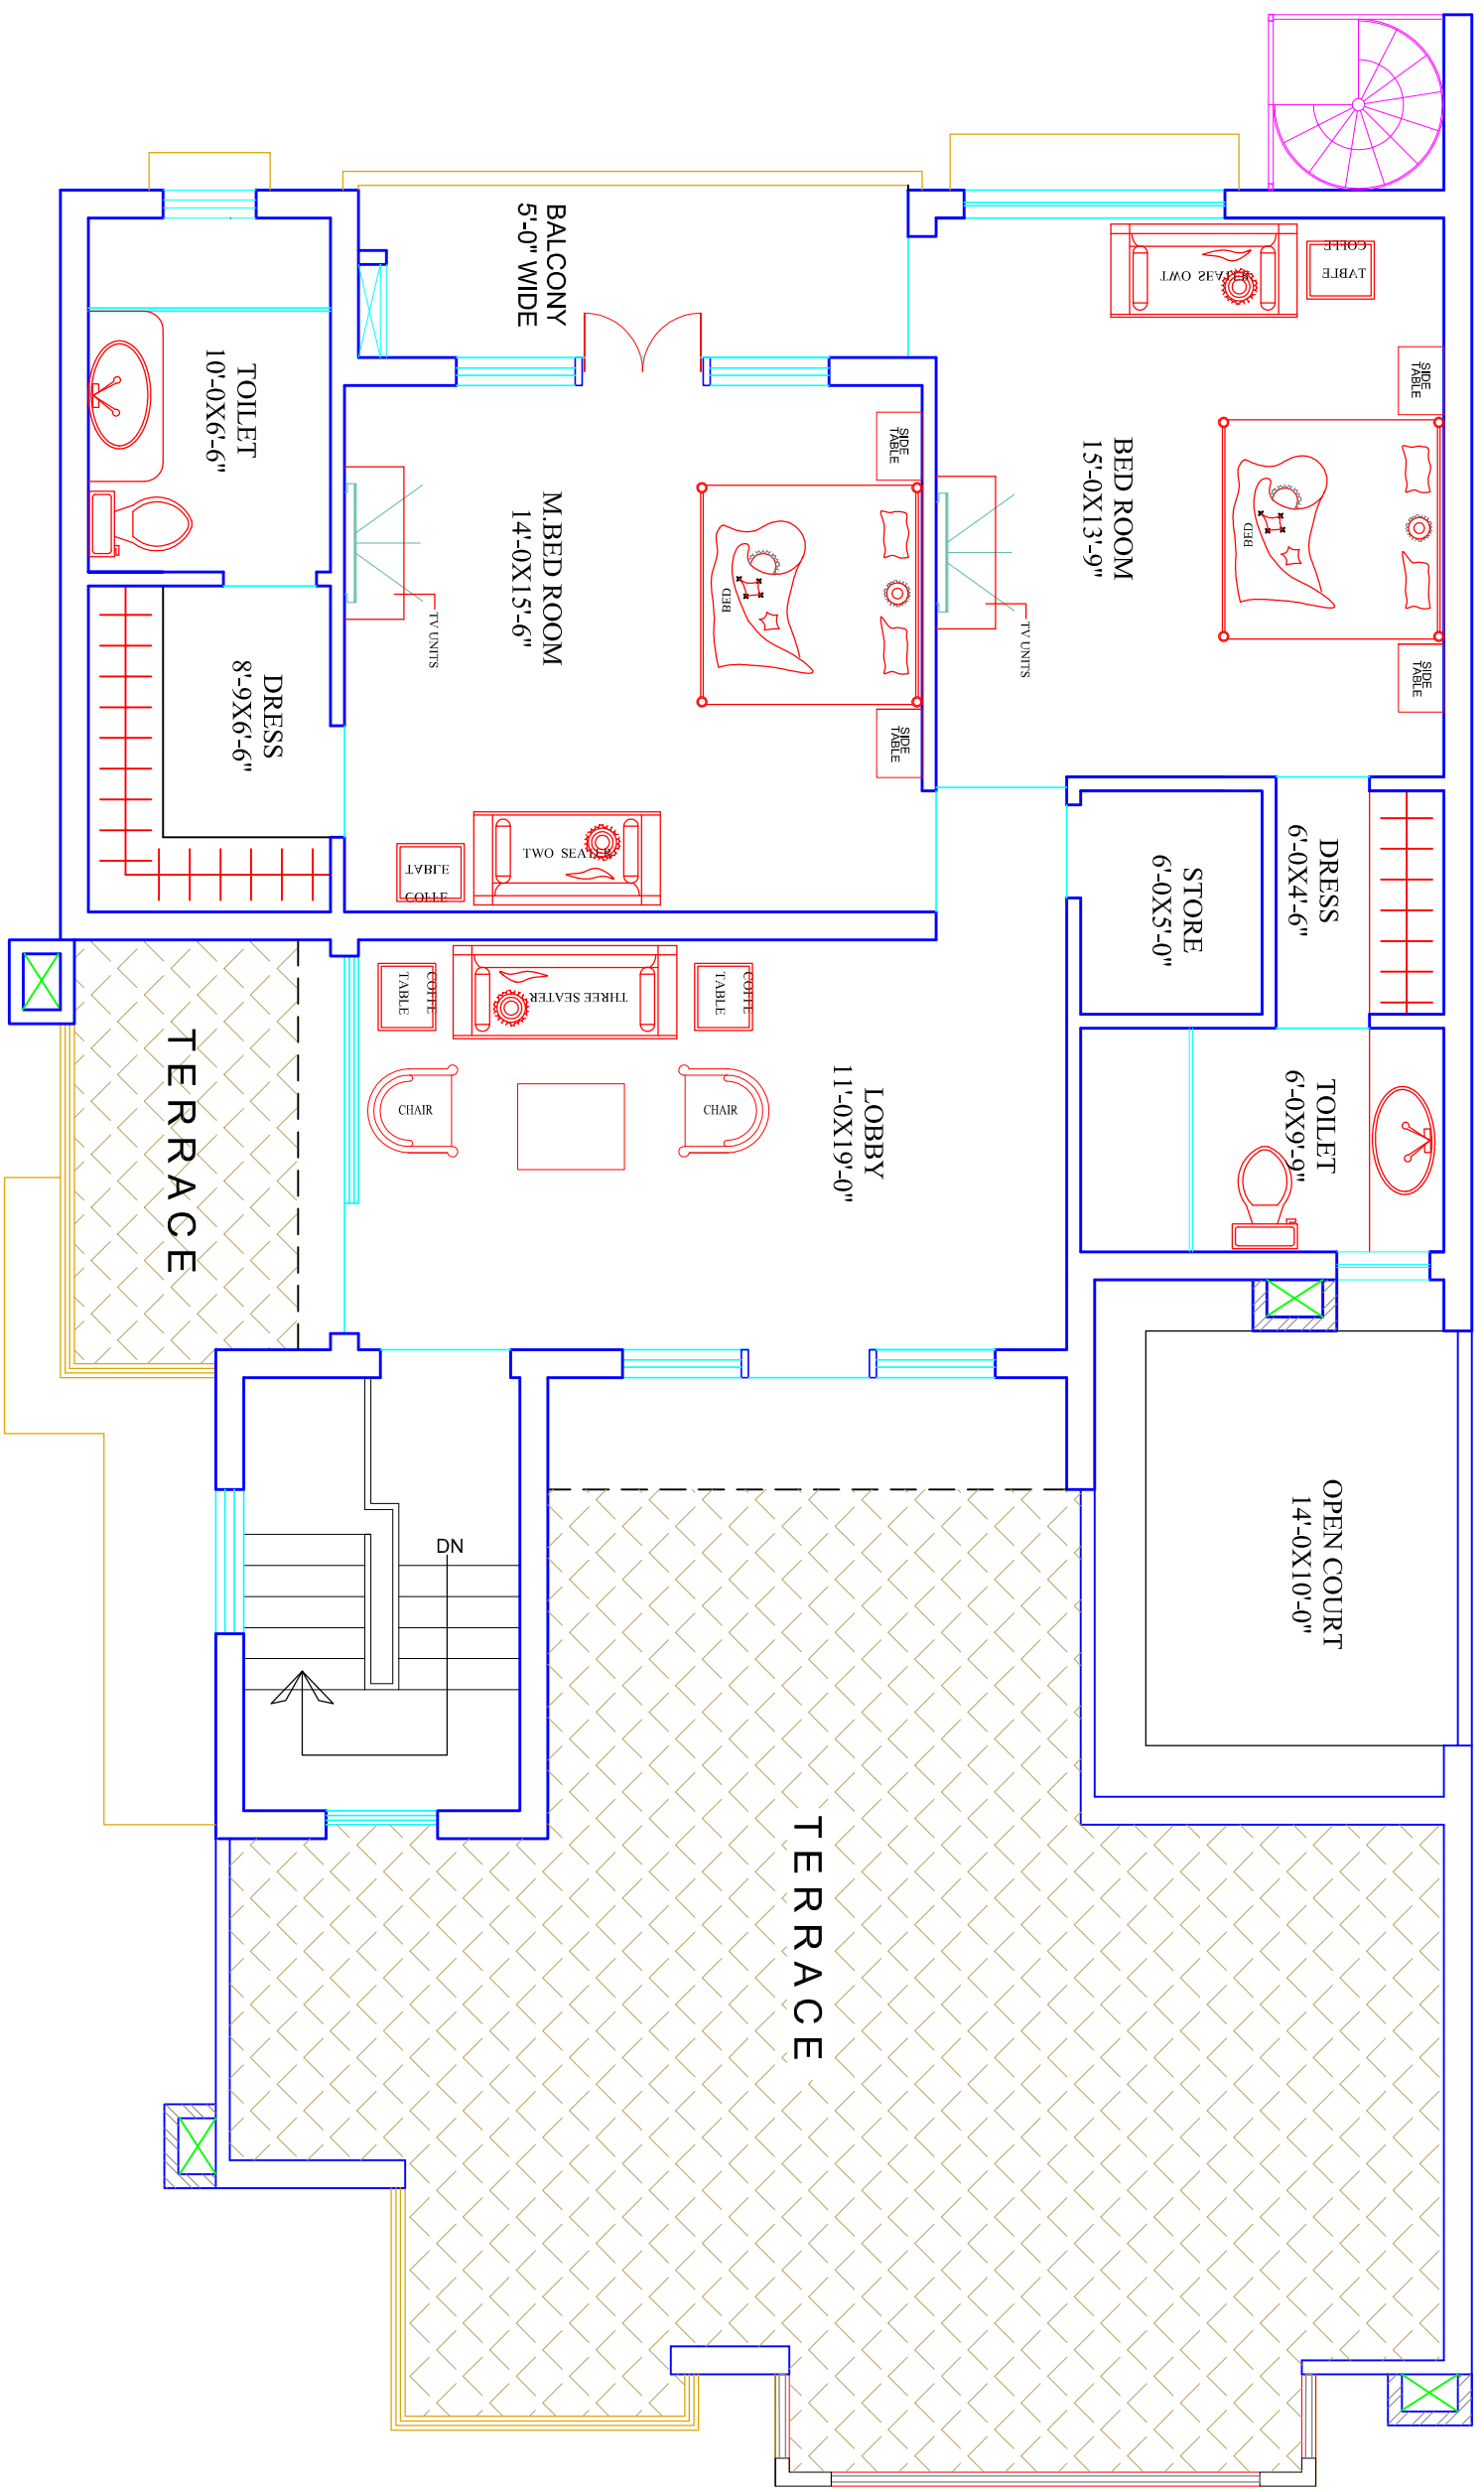 BALCONY
5'-0" WIDE
TWO SEATER
COFFE
TABLE
SIDE
TABLE
BED
SIDE
TABLE
BED ROOM
15'-0X13'-9"
TV UNITS
SIDE
TABLE
BED
SIDE
TABLE
M.BED ROOM
14'-0X15'-6"
TV UNITS
TOILET
10'-0X6'-6"
DRESS
8'-9X6'-6"
TWO SEATER
TABLE
COFFE
DRESS
6'-0X4'-6"
STORE
6'-0X5'-0"
TOILET
6'-0X9'-9"
COFFE
TABLE
THREE SEATER
COFFE
TABLE
CHAIR
CHAIR
LOBBY
11'-0X19'-0"
TERRACE
OPEN COURT
14'-0X10'-0"
DN
TERRACE